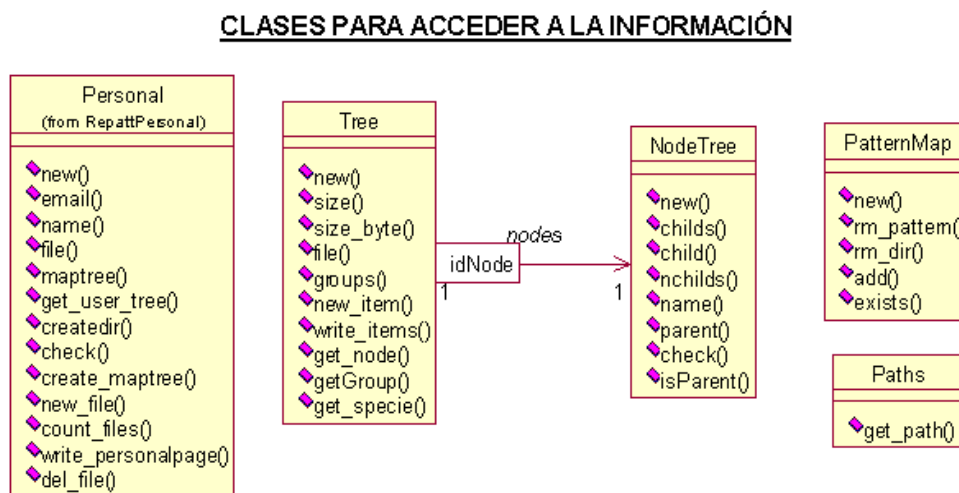 CLASES PARA ACCEDER A LA INFORMACIÓN
Personal
(from RepattPersonal)
new()
email()
name()
file()
maptree()
get_user_tree()
createdir()
check()
create_maptree()
new_file()
count_files()
write_personalpage()
del_file()
Tree
new()
size()
size_byte()
file()
groups()
new_item()
write_items()
get_node()
getGroup()
get_specie()
idNode
1
nodes
1
NodeTree
new()
childs()
child()
nchilds()
name()
parent()
check()
isParent()
PatternMap
new()
rm_pattern()
rm_dir()
add()
exists()
Paths
get_path()